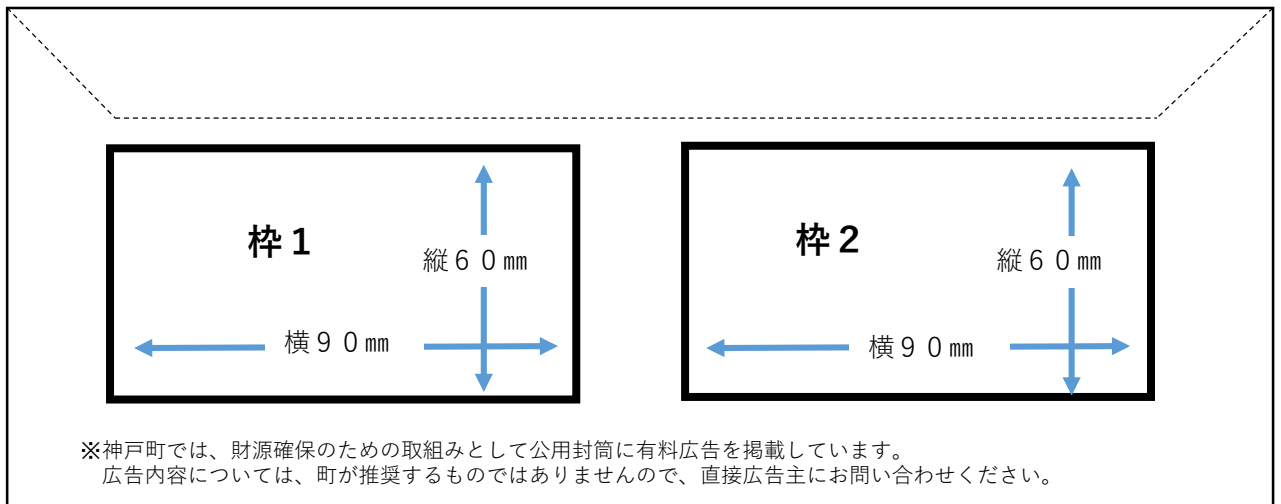 枠１
縦６０㎜
横９０㎜
枠２
縦６０㎜
横９０㎜
※神戸町では、財源確保のための取組みとして公用封筒に有料広告を掲載しています。
広告内容については、町が推奨するものではありませんので、直接広告主にお問い合わせください。